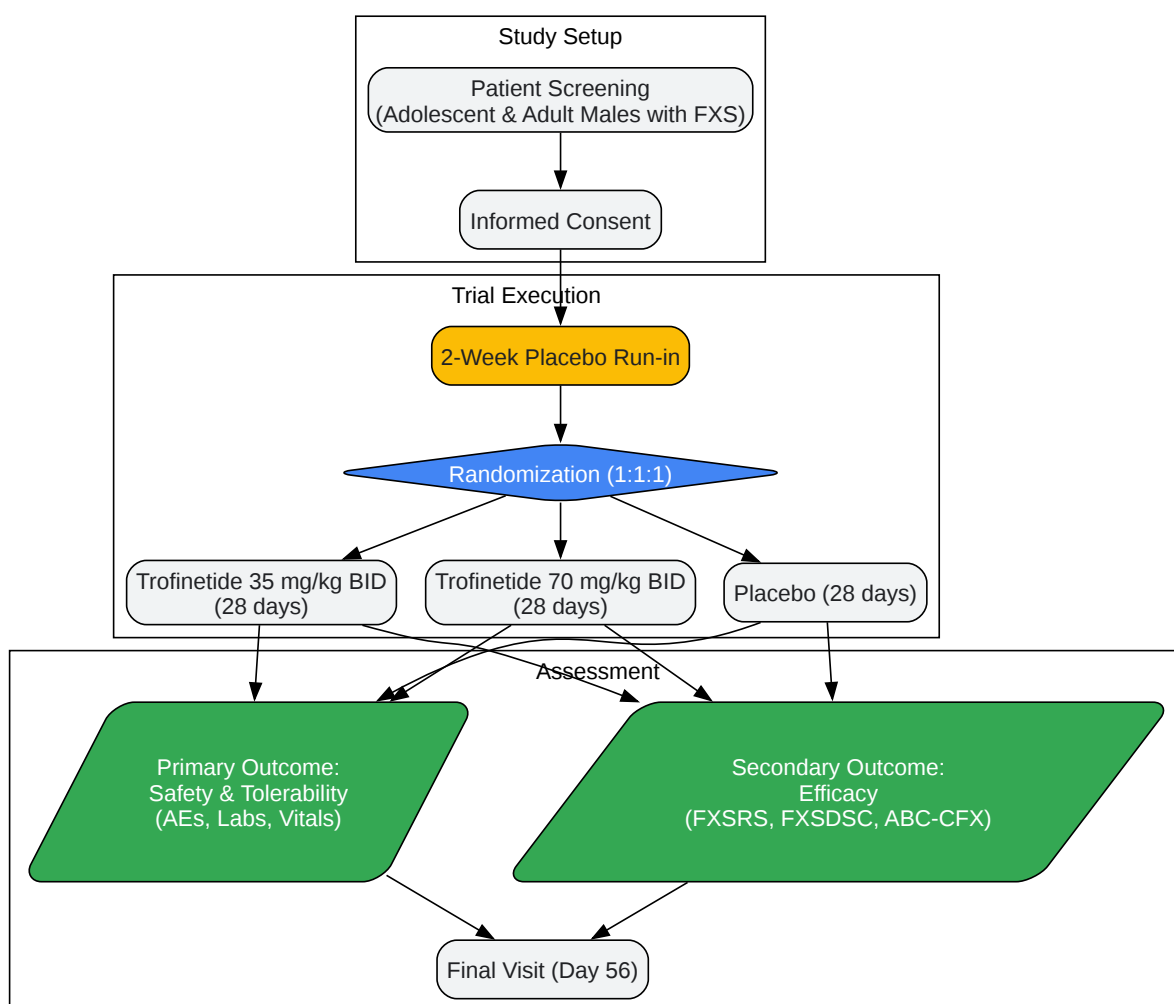 Study Setup
Patient Screening
(Adolescent & Adult Males with FXS)
Informed Consent
Trial Execution
2-Week Placebo Run-in
Randomization (1:1:1)
Trofinetide 35 mg/kg BID
(28 days)
Trofinetide 70 mg/kg BID
(28 days)
Placebo (28 days)
Assessment
Primary Outcome:
Safety & Tolerability
(AEs, Labs, Vitals)
Secondary Outcome:
Efficacy
(FXSRS, FXSDSC, ABC-CFX)
Final Visit (Day 56)